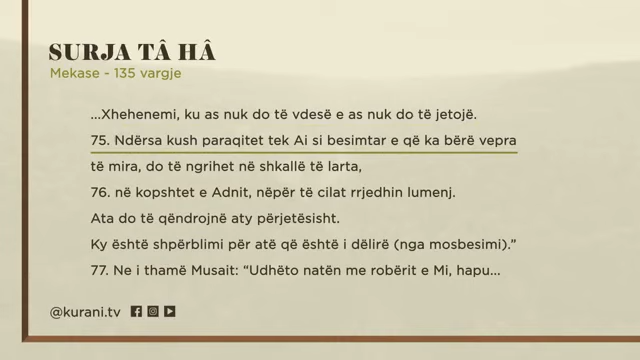 SURJA TÂ HÂ
Mekase - 135 vargje
...Xhehenemi, ku as nuk do të vdesë e as nuk do të jetojë.
75. Ndërsa kush paraqitet tek Ai si besimtar e që ka bërë vepra
të mira, do të ngrihet në shkallë të larta,
76. në kopshtet e Adnit, nëpër të cilat rrjedhin lumenj.
Ata do të qëndrojnë aty përjetësisht.
Ky është shpërblimi për atë që është i dëlirë (nga mosbesimi).”
77. Ne i thamë Musait: “Udhëto natën me robërit e Mi, hapu...
@kurani.tv